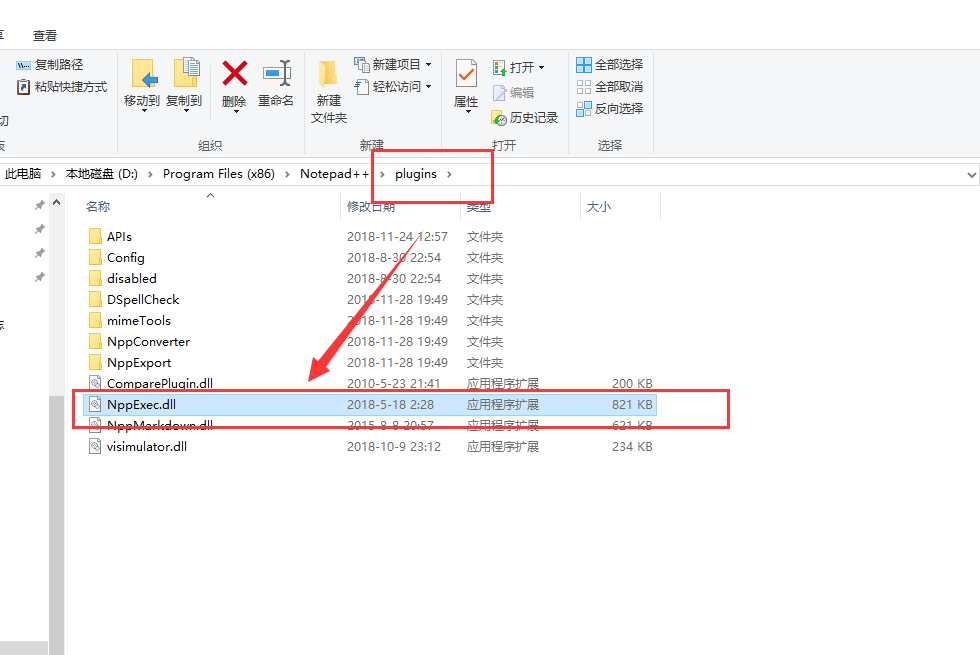 查看
复制路径
粘贴快捷方式
切
移动到 复制到 删除 重命名
组织
新建
文件夹
新建项目
轻松访问
新建
属性
打开
编辑
历史记录
打开
全部选择
全部取消
反向选择
选择
此电脑 > 本地磁盘 (D:) > Program Files (x86) > Notepad++ > plugins >
名称 修改日期 类型 大小
APIs 2018-11-24 12:57 文件夹
Config 2018-8-30 22:54 文件夹
disabled 2018-8-30 22:54 文件夹
DSpellCheck 2018-11-28 19:49 文件夹
mimeTools 2018-11-28 19:49 文件夹
NppConverter 2018-11-28 19:49 文件夹
NppExport 2018-11-28 19:49 文件夹
ComparePlugin.dll 2010-5-23 21:41 应用程序扩展 200 KB
NppExec.dll 2018-5-18 2:28 应用程序扩展 821 KB
NppMarkdown.dll 2015-8-8 20:57 应用程序扩展 621 KB
visimulator.dll 2018-10-9 23:12 应用程序扩展 234 KB